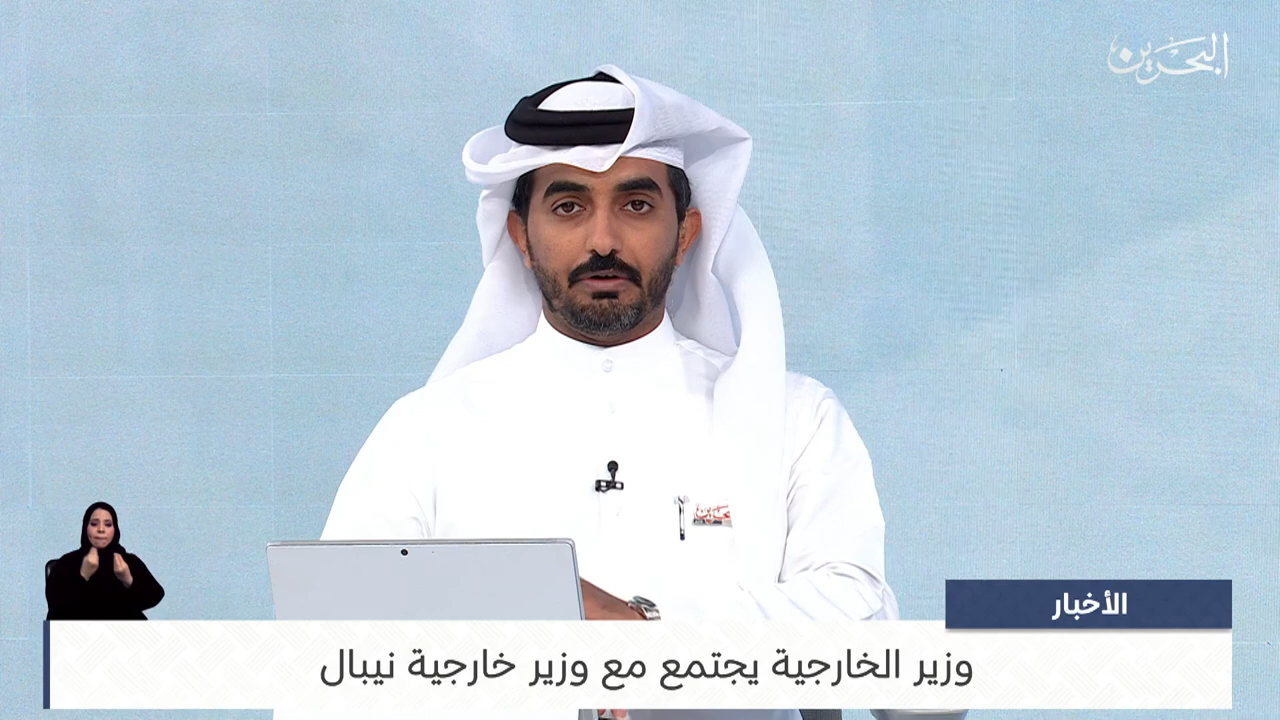 البحرين
الأخبار
وزير الخارجية يجتمع مع وزير خارجية نيبال